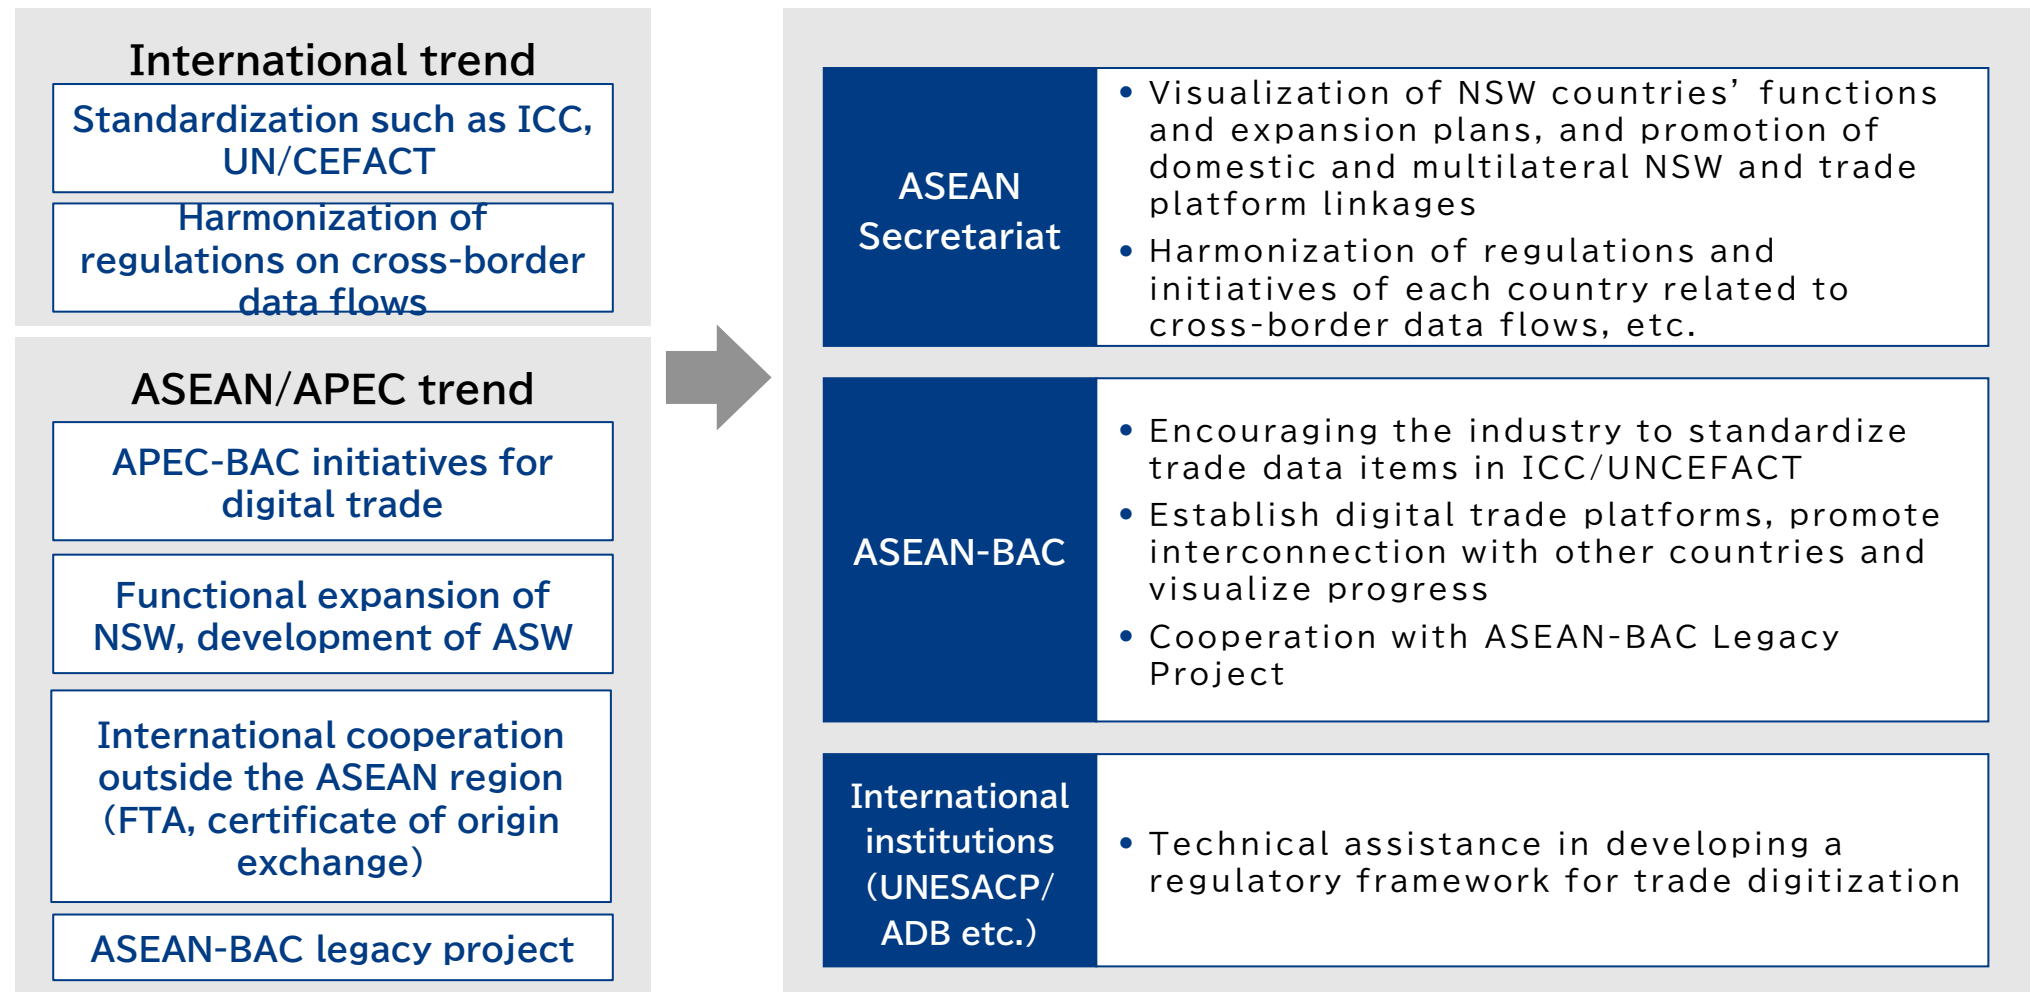 International trend
Standardization such as ICC,
UN/CEFACT
Harmonization of
regulations on cross-border
data flows
ASEAN/APEC trend
APEC-BAC initiatives for
digital trade
Functional expansion of
NSW, development of ASW
International cooperation
outside the ASEAN region
(FTA, certificate of origin
exchange)
ASEAN-BAC legacy project
ASEAN
Secretariat
• Visualization of NSW countries’ functions
and expansion plans, and promotion of
domestic and multilateral NSW and trade
platform linkages
• Harmonization of regulations and
initiatives of each country related to
cross-border data flows, etc.
ASEAN-BAC
• Encouraging the industry to standardize
trade data items in ICC/UNCEFACT
• Establish digital trade platforms, promote
interconnection with other countries and
visualize progress
• Cooperation with ASEAN-BAC Legacy
Project
International
institutions
(UNESACP/
ADB etc.)
• Technical assistance in developing a
regulatory framework for trade digitization